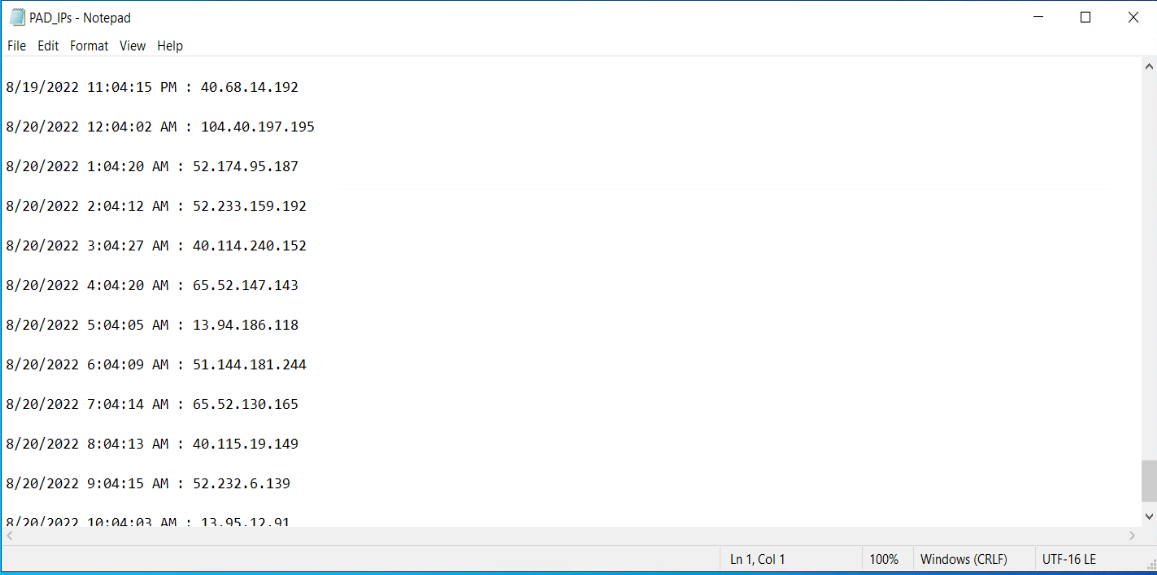 PAD_IPs - Notepad
File Edit Format View Help
8/19/2022 11:04:15 PM : 40.68.14.192
8/20/2022 12:04:02 AM : 104.40.197.195
8/20/2022 1:04:20 AM : 52.174.95.187
8/20/2022 2:04:12 AM : 52.233.159.192
8/20/2022 3:04:27 AM : 40.114.240.152
8/20/2022 4:04:20 AM : 65.52.147.143
8/20/2022 5:04:05 AM : 13.94.186.118
8/20/2022 6:04:09 AM : 51.144.181.244
8/20/2022 7:04:14 AM : 65.52.130.165
8/20/2022 8:04:13 AM : 40.115.19.149
8/20/2022 9:04:15 AM : 52.232.6.139
8/20/2022 10:04:03 AM : 13.95.12.91
Ln 1, Col 1 100% Windows (CRLF) UTF-16 LE